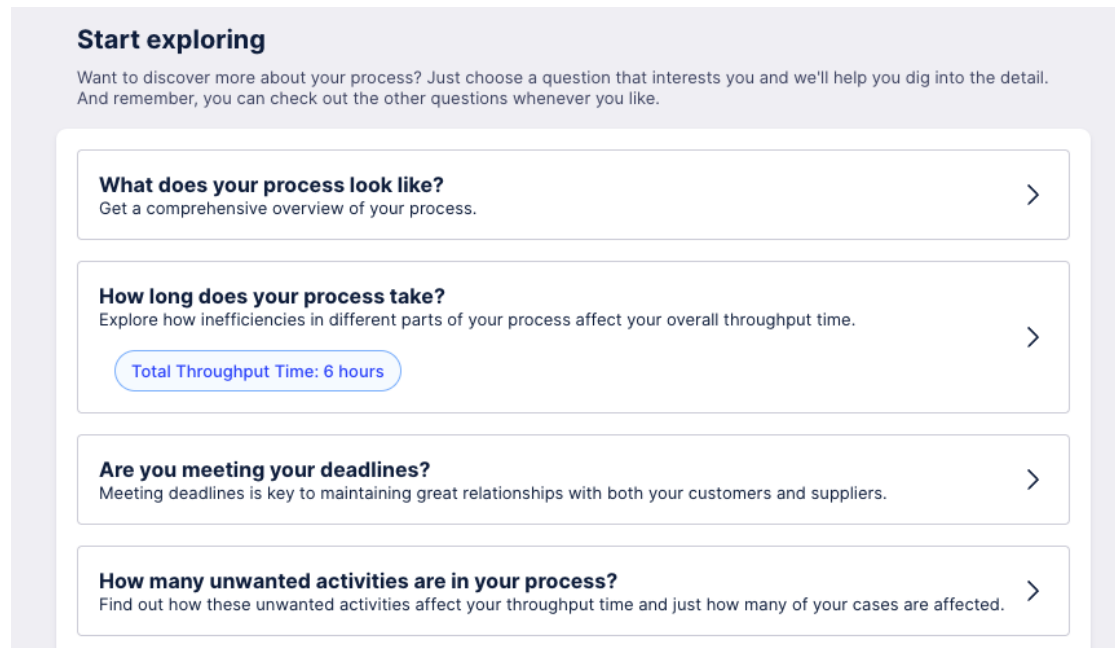 Start exploring
Want to discover more about your process? Just choose a question that interests you and we'll help you dig into the detail.
And remember, you can check out the other questions whenever you like.
What does your process look like?
Get a comprehensive overview of your process.
How long does your process take?
Explore how inefficiencies in different parts of your process affect your overall throughput time.
Total Throughput Time: 6 hours
Are you meeting your deadlines?
Meeting deadlines is key to maintaining great relationships with both your customers and suppliers.
How many unwanted activities are in your process?
Find out how these unwanted activities affect your throughput time and just how many of your cases are affected.